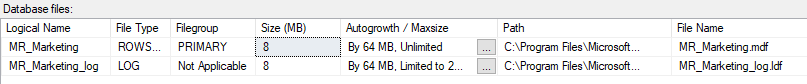 Database files:
Logical Name File Type Filegroup Size (MB) Autogrowth / Maxsize Path File Name
MR_Marketing ROWS... PRIMARY 8 By 64 MB, Unlimited ... C:\Program Files\Microsoft... MR_Marketing.mdf
MR_Marketing_log LOG Not Applicable 8 By 64 MB, Limited to 2... ... C:\Program Files\Microsoft... MR_Marketing_log.ldf